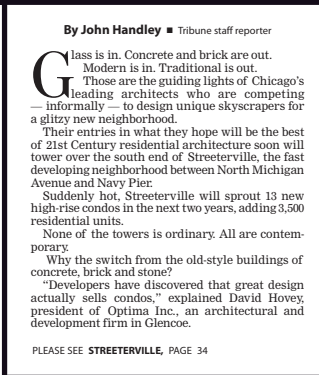 By John Handley ■ Tribune staff reporter
Glass is in. Concrete and brick are out.
Modern is in. Traditional is out.
Those are the guiding lights of Chicago's
leading architects who are competing
— informally — to design unique skyscrapers for
a glitzy new neighborhood.
Their entries in what they hope will be the best
of 21st Century residential architecture soon will
tower over the south end of Streeterville, the fast
developing neighborhood between North Michigan
Avenue and Navy Pier.
Suddenly hot, Streeterville will sprout 13 new
high-rise condos in the next two years, adding 3,500
residential units.
None of the towers is ordinary. All are contem-
porary.
Why the switch from the old-style buildings of
concrete, brick and stone?
“Developers have discovered that great design
actually sells condos,” explained David Hovey,
president of Optima Inc., an architectural and
development firm in Glencoe.
PLEASE SEE STREETERVILLE, PAGE 34